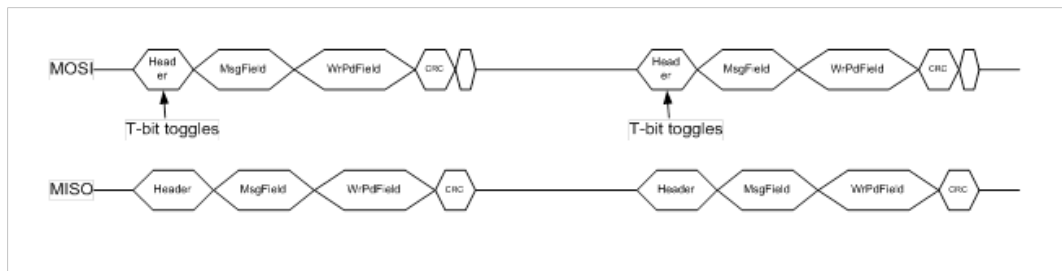 MOSI
Head
er
MsgField
WrPdField
CRC
Head
er
MsgField
WrPdField
CRC
T-bit toggles
T-bit toggles
MISO
Header
MsgField
WrPdField
CRC
Header
MsgField
WrPdField
CRC